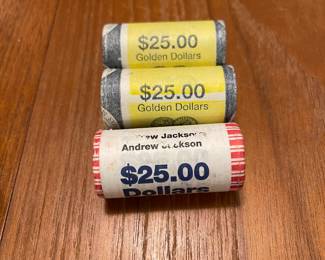 $25.00
Golden Dollars
$25.00
Golden Dollars
Andrew Jackson
$25.00
Dollars